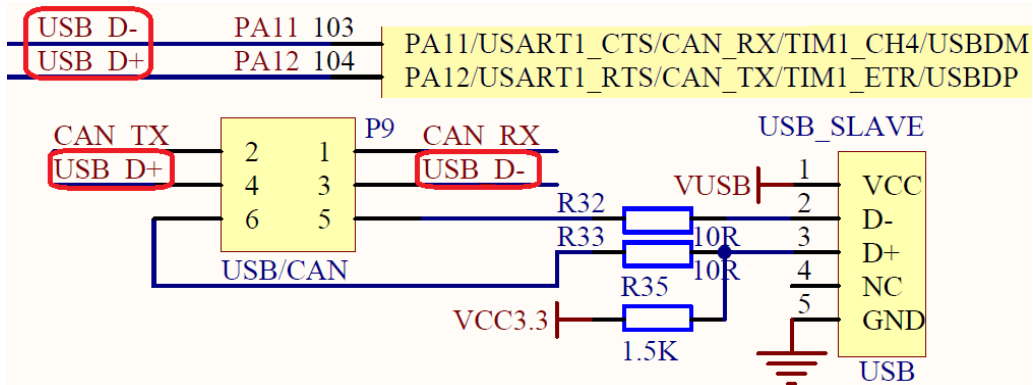 USB D- PA11 103
USB D+ PA12 104
PA11/USART1_CTS/CAN_RX/TIM1_CH4/USBDM
PA12/USART1_RTS/CAN_TX/TIM1_ETR/USBDP
CAN TX 2 1 P9 CAN RX
USB D+ 4 3 USB D-
6 5
USB/CAN
USB_SLAVE
VUSB 1 VCC
R32 10R 2 D-
R33 10R 3 D+
4 NC
R35
VCC3.3 5 GND
1.5K
USB